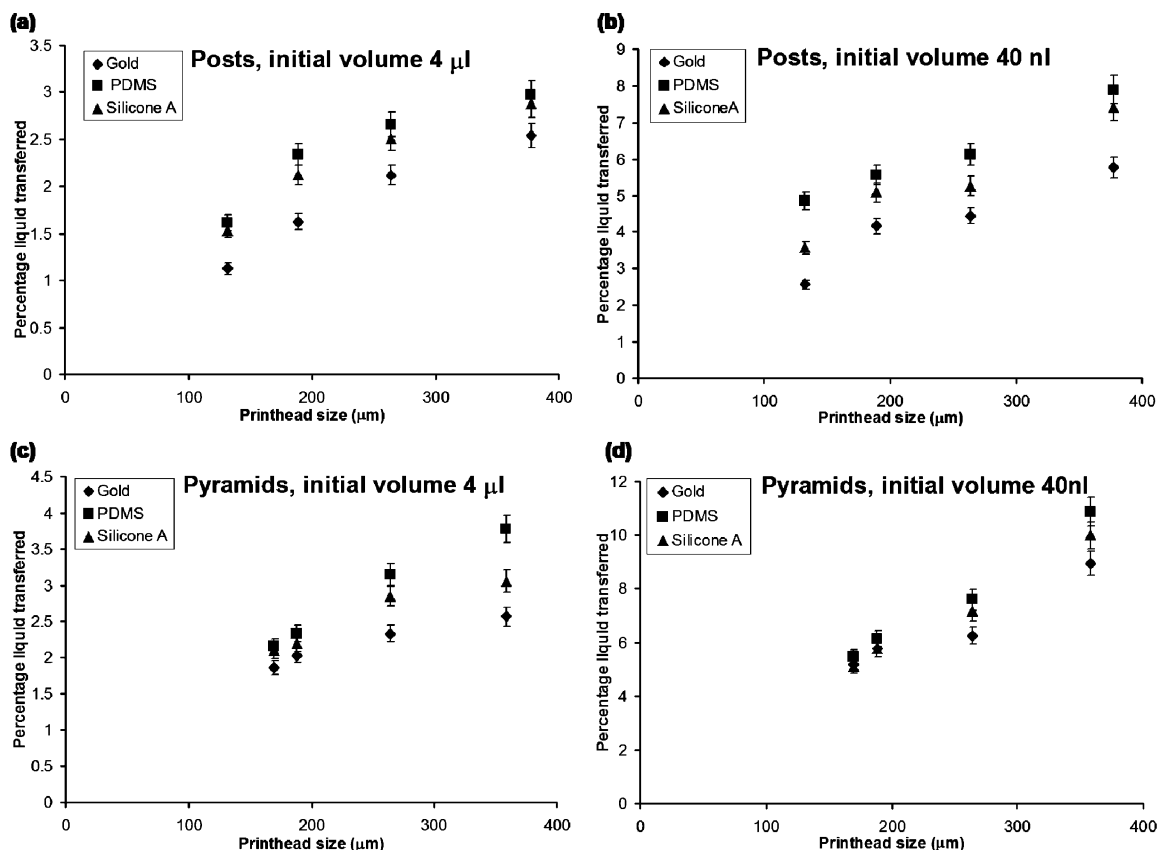 (a)
Posts, initial volume 4 μl
Gold
PDMS
Silicone A
Percentage liquid transferred
3.5
3
2.5
2
1.5
1
0.5
0
0 100 200 300 400
Printhead size (μm)
(b)
Posts, initial volume 40 nl
Gold
PDMS
SiliconeA
Percentage liquid transferred
9
8
7
6
5
4
3
2
1
0
0 100 200 300 400
Printhead size (μm)
(c)
Pyramids, initial volume 4 μl
Gold
PDMS
Silicone A
Percentage liquid transferred
4.5
4
3.5
3
2.5
2
1.5
1
0.5
0
0 100 200 300 400
Printhead size (μm)
(d)
Pyramids, initial volume 40nl
Gold
PDMS
Silicone A
Percentage liquid transferred
12
10
8
6
4
2
0
0 100 200 300 400
Printhead size (μm)